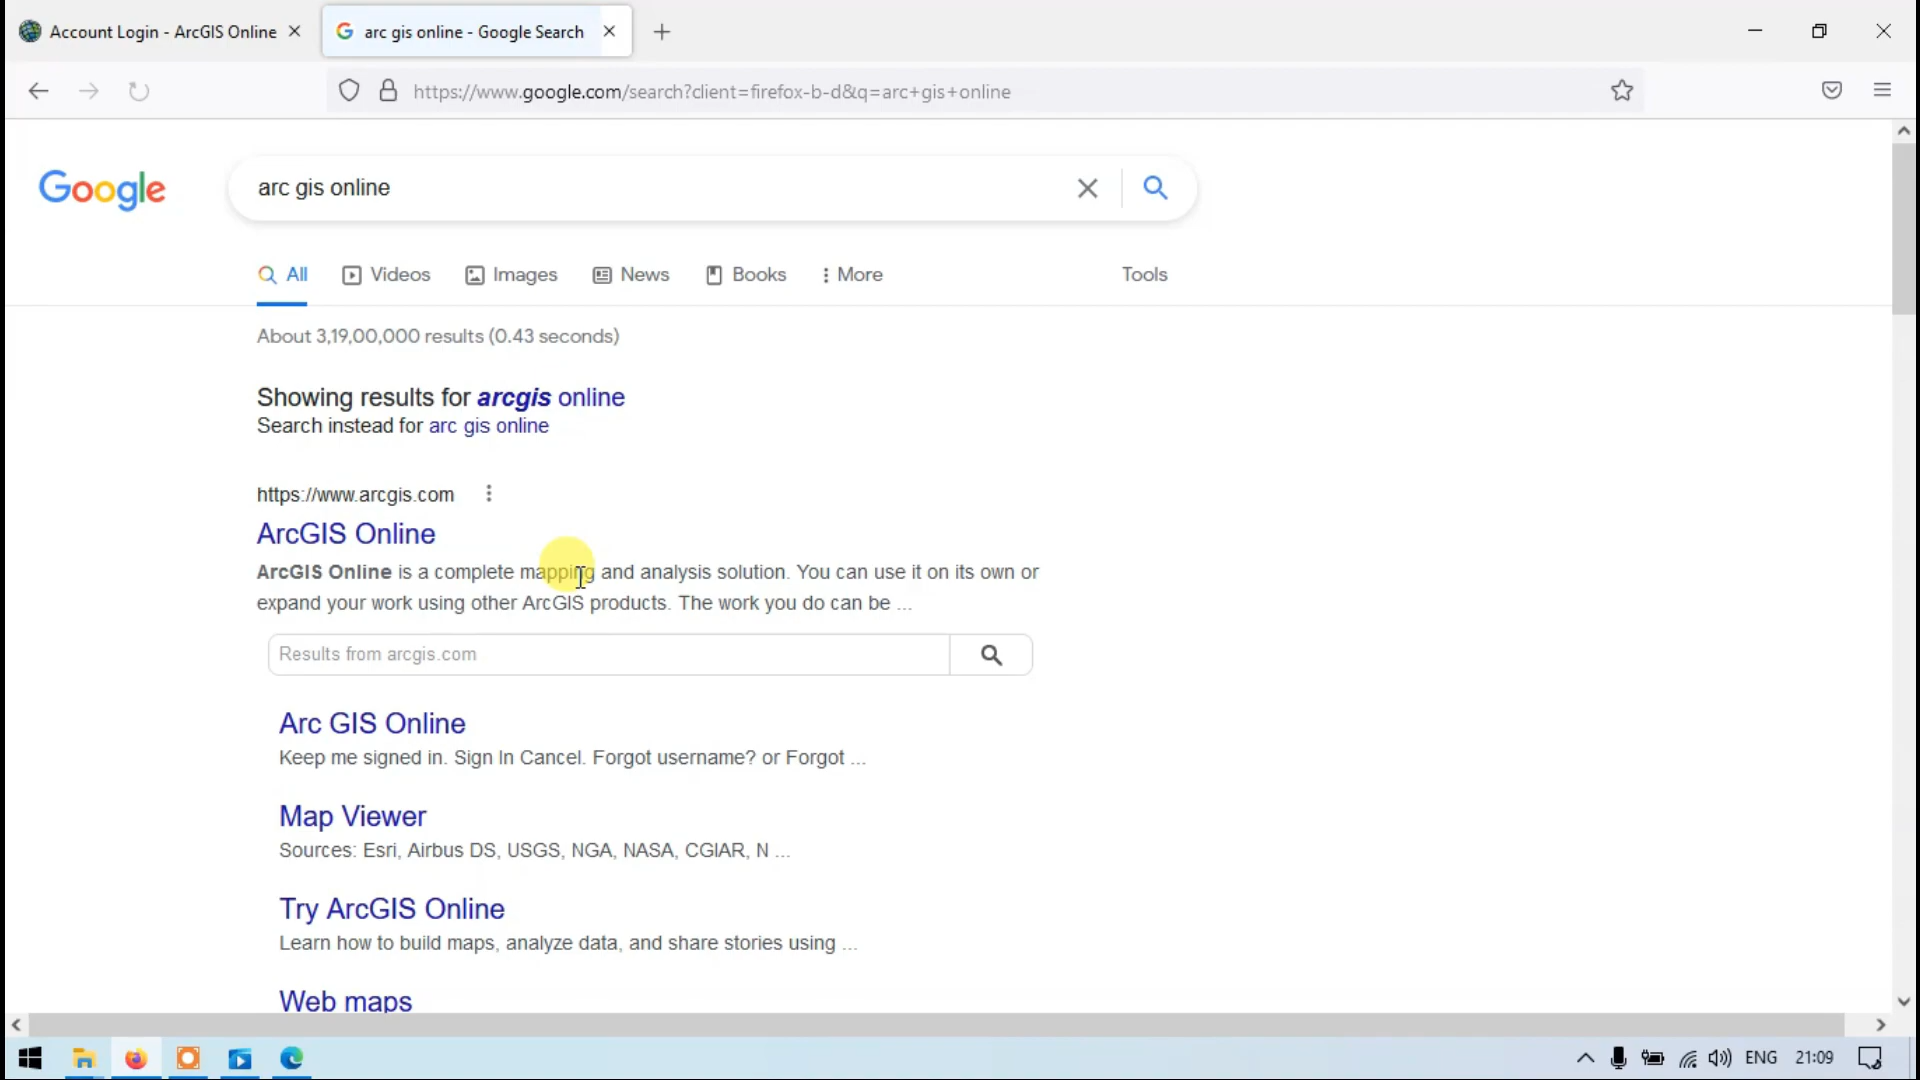 Account Login - ArcGIS Online
arc gis online - Google Search
https://www.google.com/search?client=firefox-b-d&q=arc+gis+online
Google
arc gis online
All
Videos
Images
News
Books
More
Tools
About 3,19,00,000 results (0.43 seconds)
Showing results for arcgis online
Search instead for arc gis online
https://www.arcgis.com
ArcGIS Online
ArcGIS Online is a complete mapping and analysis solution. You can use it on its own or
expand your work using other ArcGIS products. The work you do can be ...
Results from arcgis.com
Arc GIS Online
Keep me signed in. Sign In Cancel. Forgot username? or Forgot ...
Map Viewer
Sources: Esri, Airbus DS, USGS, NGA, NASA, CGIAR, N ...
Try ArcGIS Online
Learn how to build maps, analyze data, and share stories using ...
Web maps
ENG
21:09